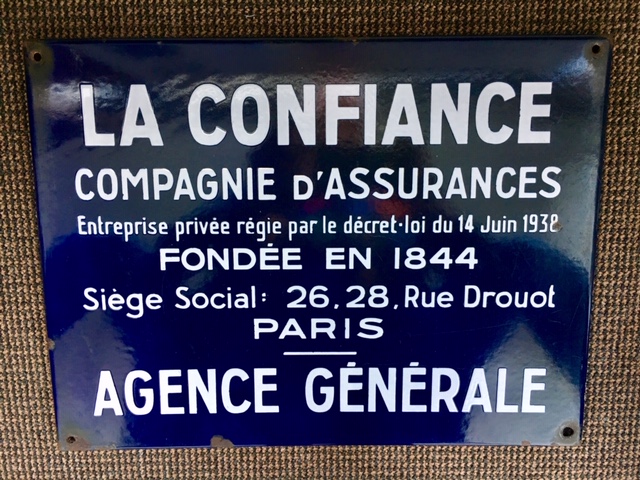 LA CONFIANCE
COMPAGNIE D'ASSURANCES
Entreprise privée régie par le décret-loi du 14 Juin 1938
FONDÉE EN 1844
Siège Social: 26, 28, Rue Drouot
PARIS
AGENCE GÉNÉRALE